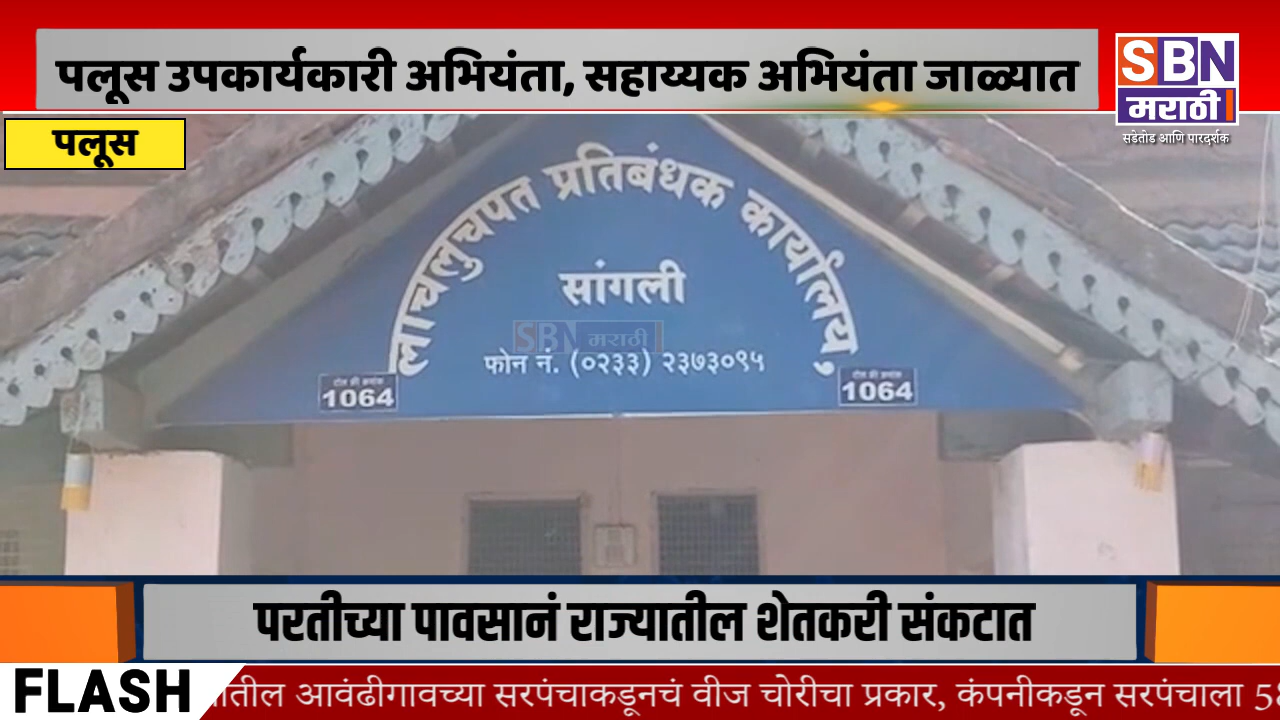 पलूस उपकार्यकारी अभियंता, सहाय्यक अभियंता जाळ्यात
SBN
मराठी
सडेतोड आणि पारदर्शक
पलूस
लाचलुचपत प्रतिबंधक कार्यालय,
सांगली
SBN मराठी
फोन नं. (०२३३) २३७३०९५
टोल फ्री क्रमांक
1064
टोल फ्री क्रमांक
1064
परतीच्या पावसानं राज्यातील शेतकरी संकटात
FLASH
ातील आवंढीगावच्या सरपंचाकडूनचं वीज चोरीचा प्रकार, कंपनीकडून सरपंचाला 5